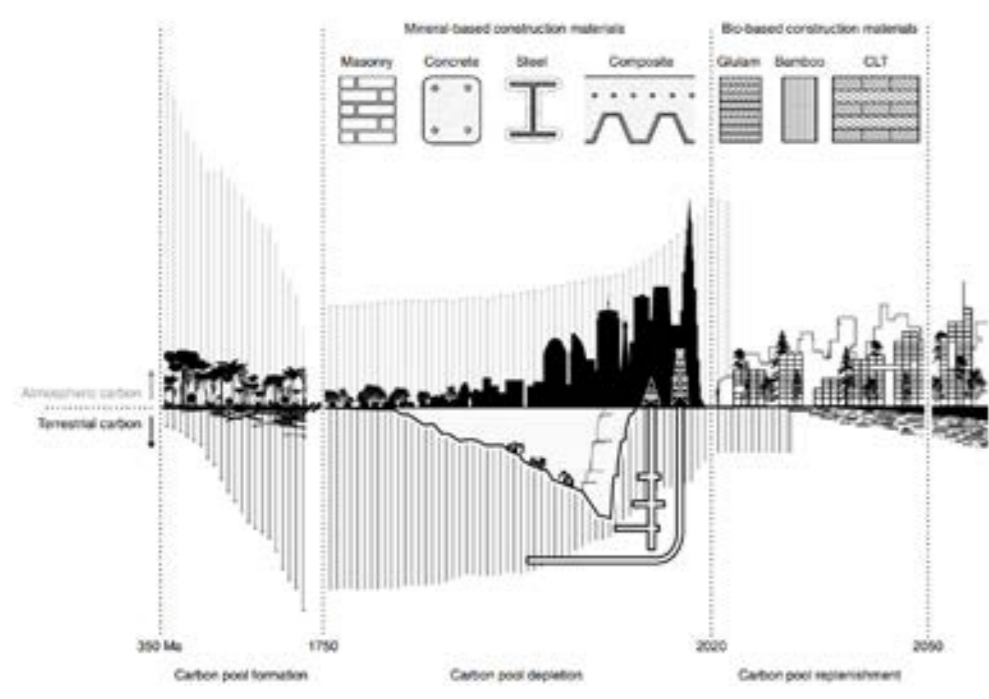 Mineral-based construction materials
Bio-based construction materials
Masonry
Concrete
Steel
Composite
Glulam
Bamboo
CLT
Atmospheric carbon
Terrestrial carbon
350 Ma
1750
2020
2050
Carbon pool formation
Carbon pool depletion
Carbon pool replenishment